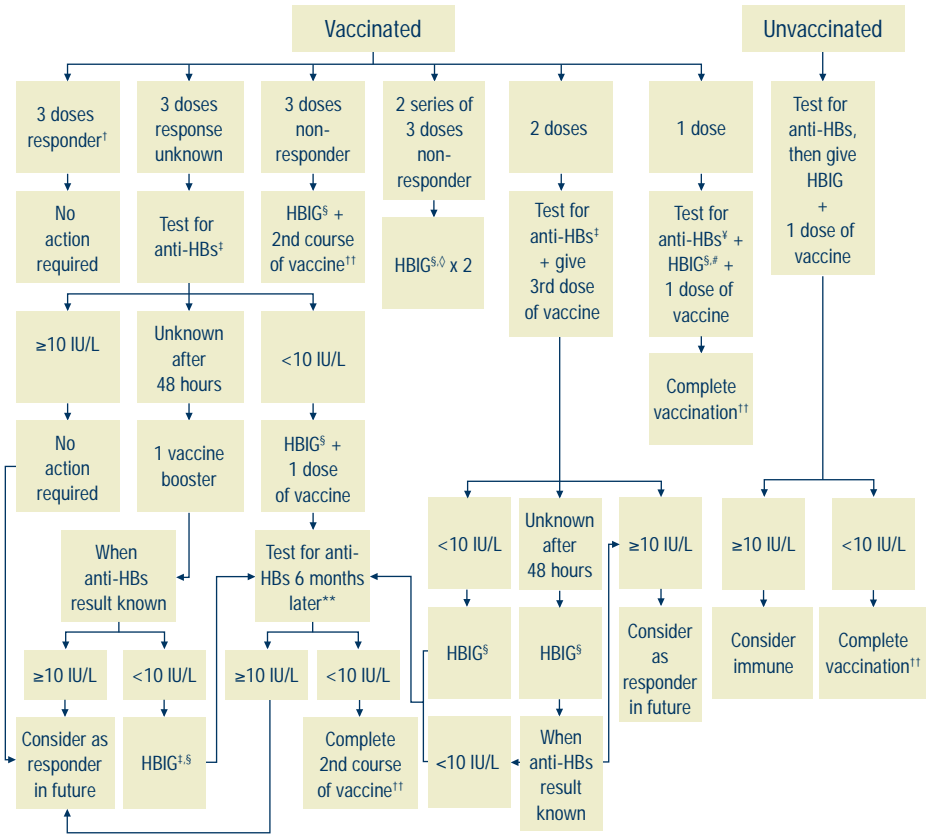 Vaccinated
Unvaccinated
3 doses
responder†
3 doses
response
unknown
3 doses
non-
responder
2 series of
3 doses
non-
responder
2 doses
1 dose
Test for
anti-HBs,
then give
HBIG
+
1 dose of
vaccine
No
action
required
Test for
anti-HBs‡
HBIG§ +
2nd course
of vaccine††
HBIG§,◊ x 2
Test for
anti-HBs‡
+ give
3rd dose
of vaccine
Test for
anti-HBs¥ +
HBIG§,# +
1 dose of
vaccine
≥10 IU/L
Unknown
after
48 hours
<10 IU/L
Complete
vaccination††
No
action
required
1 vaccine
booster
HBIG§ +
1 dose
of vaccine
<10 IU/L
Unknown
after
48 hours
≥10 IU/L
≥10 IU/L
<10 IU/L
When
anti-HBs
result known
Test for anti-
HBs 6 months
later**
HBIG§
HBIG§
Consider
as
responder
in future
Consider
immune
Complete
vaccination††
≥10 IU/L
<10 IU/L
≥10 IU/L
<10 IU/L
Consider as
responder
in future
HBIG‡,§
Complete
2nd course
of vaccine††
<10 IU/L
When
anti-HBs
result
known